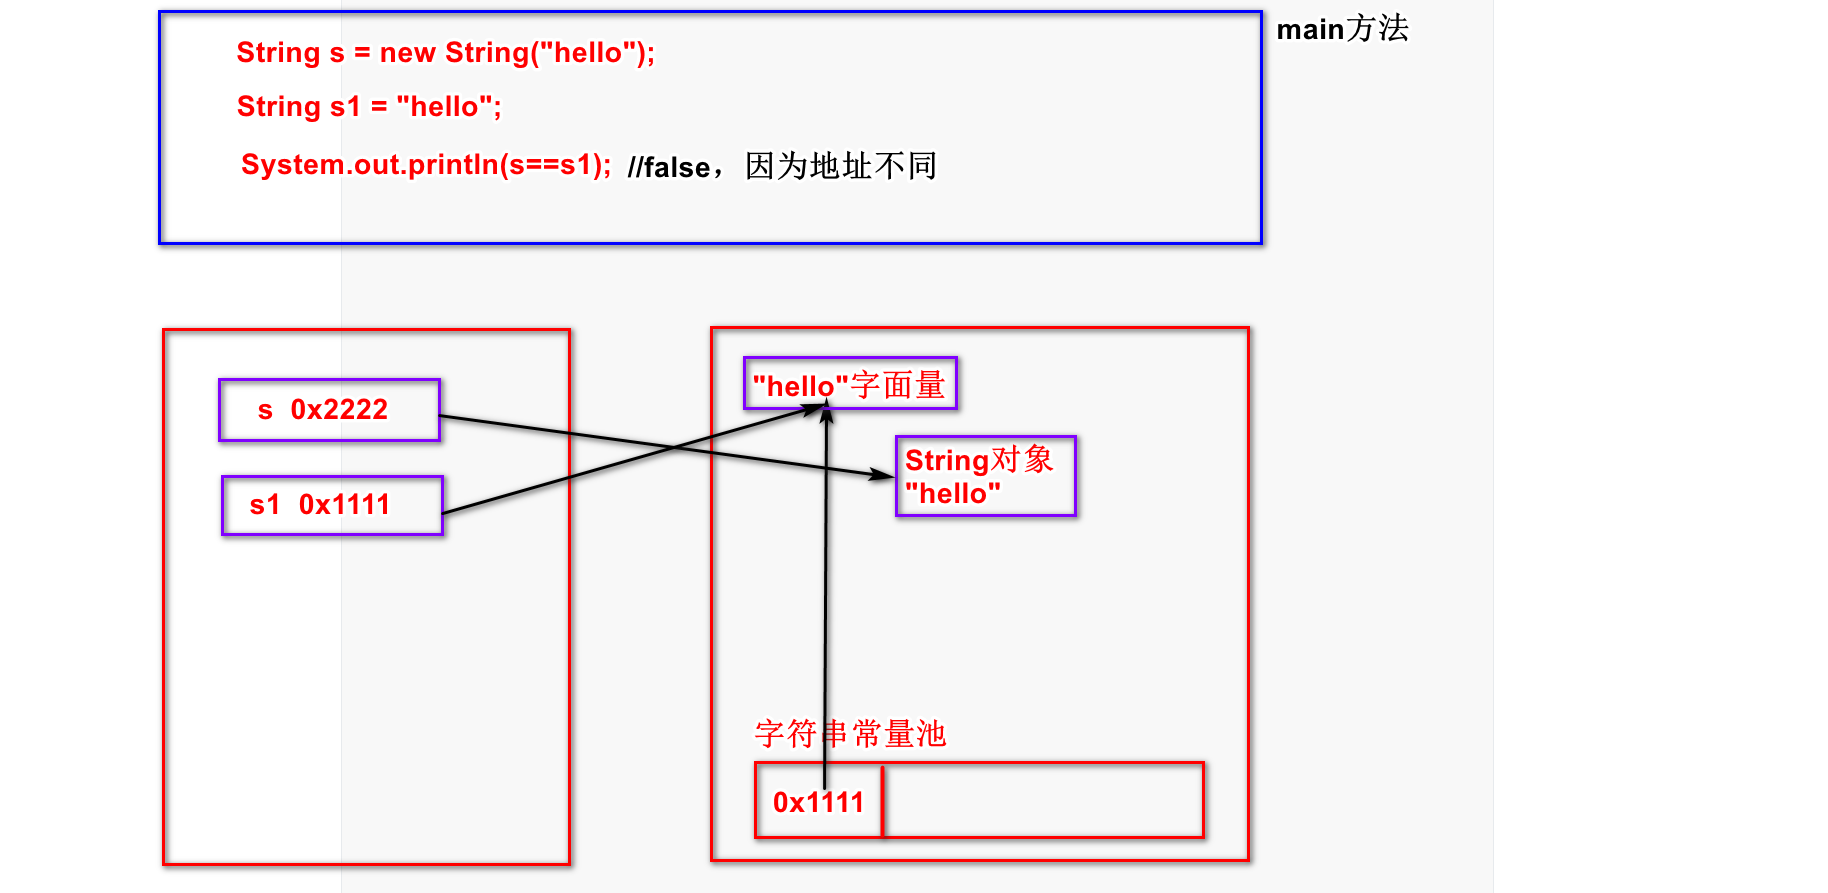 main方法
String s = new String("hello");
String s1 = "hello";
System.out.println(s==s1); //false，因为地址不同
"hello"字面量
s 0x2222
String对象
"hello"
s1 0x1111
字符串常量池
0x1111